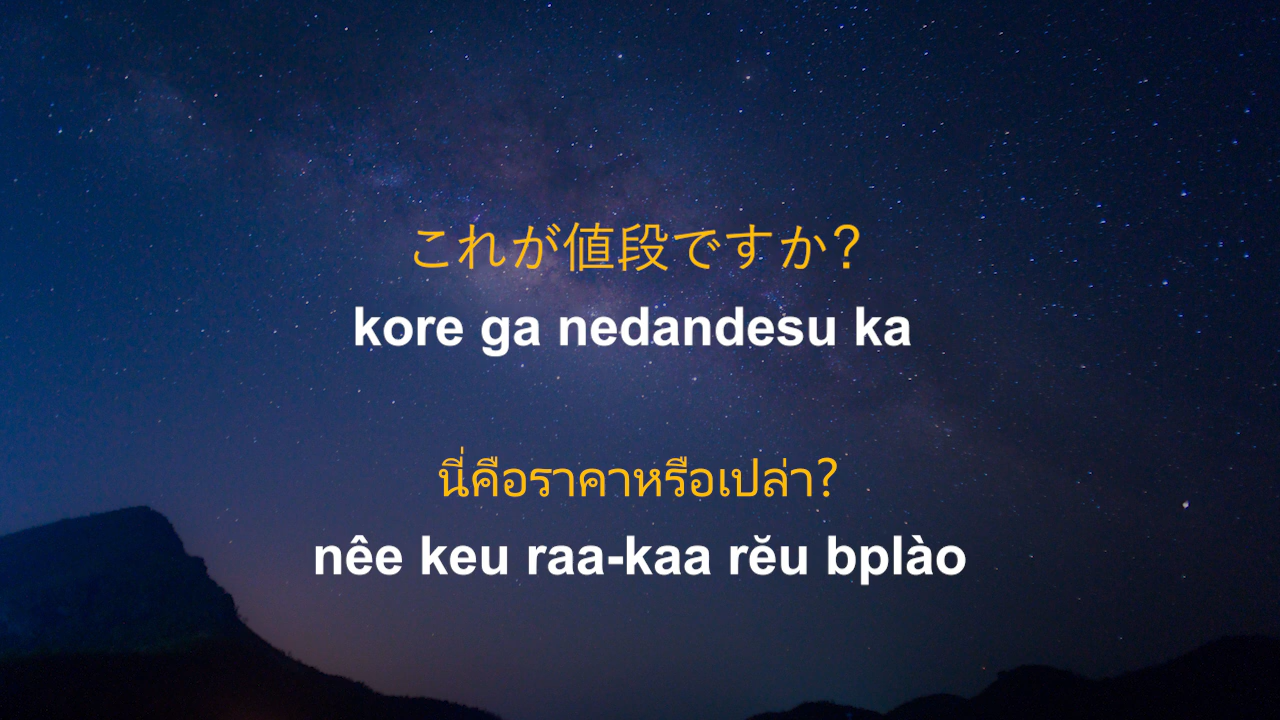 これが値段ですか?
kore ga nedandesu ka
นี่คือราคาหรือเปล่า?
nêe keu raa-kaa rĕu bplào